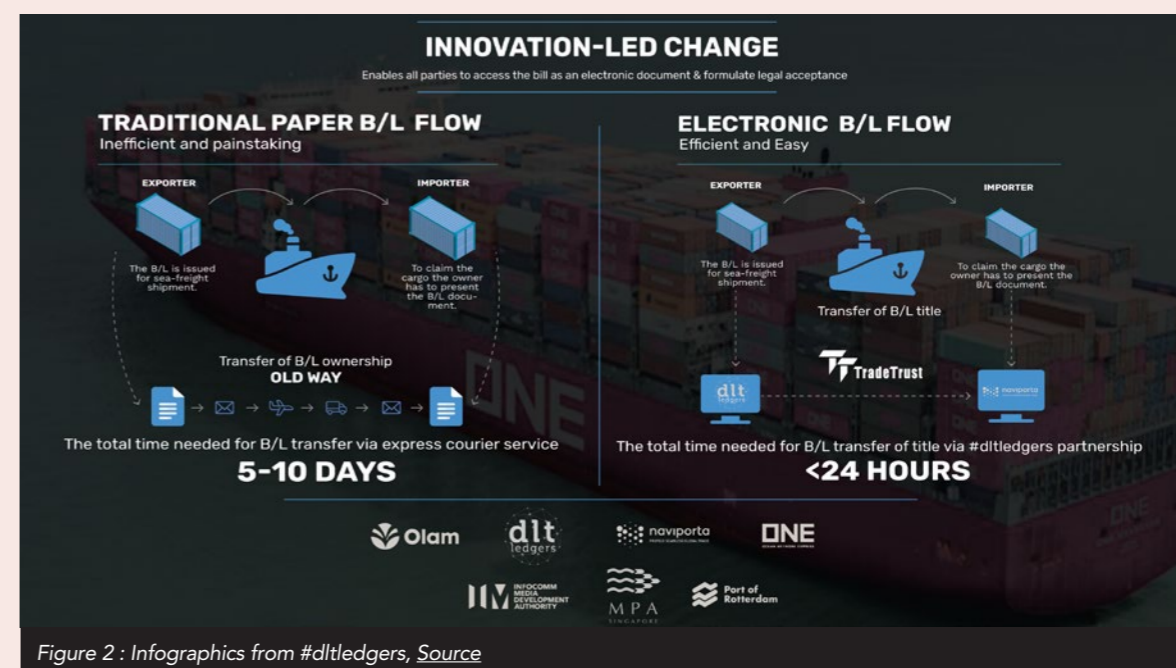 INNOVATION-LED CHANGE
Enables all parties to access the bill as an electronic document & formulate legal acceptance
TRADITIONAL PAPER B/L FLOW
Inefficient and painstaking
EXPORTER
IMPORTER
The B/L is issued
for sea-freight
shipment.
To claim the
cargo the owner
has to present
the B/L docu-
ment.
Transfer of B/L ownership
OLD WAY
The total time needed for B/L transfer via express courier service
5-10 DAYS
ELECTRONIC B/L FLOW
Efficient and Easy
EXPORTER
IMPORTER
The B/L is issued
for sea-freight
shipment.
To claim the cargo the
owner has to present the
B/L document.
Transfer of B/L title
TradeTrust
dlt
ledgers
naviporta
The total time needed for B/L transfer of title via #dltledgers partnership
<24 HOURS
Olam
dlt
ledgers
naviporta
ONE
OCEAN NETWORK EXPRESS
INFOCOMM
MEDIA
DEVELOPMENT
AUTHORITY
MPA
SINGAPORE
Port of
Rotterdam
ONE
Figure 2 : Infographics from #dltledgers, Source